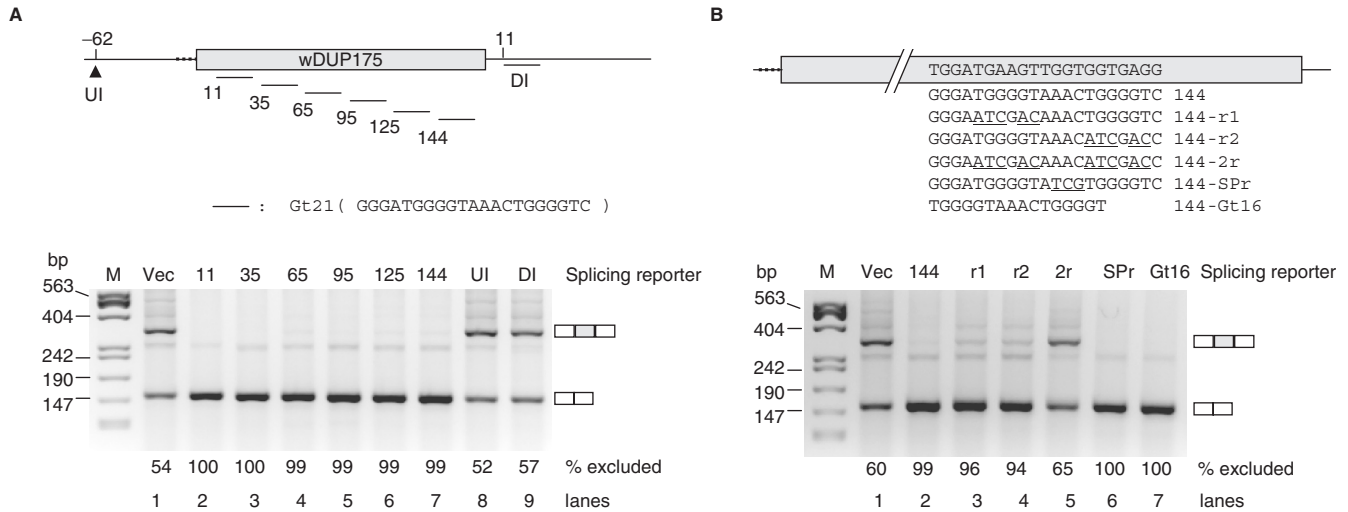 A
−62
UI
wDUP175
11
DI
11
35
65
95
125
144
: Gt21( GGGATGGGGTAAACTGGGGTC )
bp M Vec 11 35 65 95 125 144 UI DI Splicing reporter
563
404
242
190
147
54 100 100 99 99 99 99 52 57 % excluded
1 2 3 4 5 6 7 8 9 lanes
B
TGGATGAAGTTGGTGGTGAGG
GGGATGGGGTAAACTGGGGTC 144
GGGAATCGACAAACTGGGGTC 144-r1
GGGATGGGGTAAACATCGACC 144-r2
GGGAATCGACAAACATCGACC 144-2r
GGGATGGGGTATCGTGGGGTC 144-SPr
TGGGGTAAACTGGGGT 144-Gt16
bp M Vec 144 r1 r2 2r SPr Gt16 Splicing reporter
563
404
242
190
147
60 99 96 94 65 100 100 % excluded
1 2 3 4 5 6 7 lanes